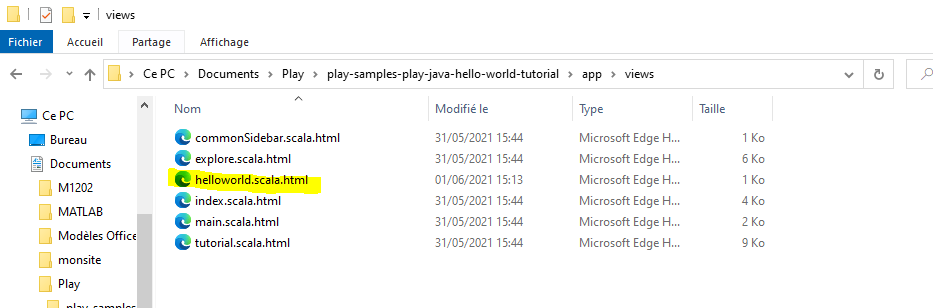 views
Fichier Accueil Partage Affichage
Ce PC > Documents > Play > play-samples-play-java-hello-world-tutorial > app > views
Nom Modifié le Type Taille
Ce PC
Bureau
Documents
M1202
MATLAB
Modèles Office
monsite
Play
play-samples
commonSidebar.scala.html 31/05/2021 15:44 Microsoft Edge H... 1 Ko
explore.scala.html 31/05/2021 15:44 Microsoft Edge H... 6 Ko
helloworld.scala.html 01/06/2021 15:13 Microsoft Edge H... 1 Ko
index.scala.html 31/05/2021 15:44 Microsoft Edge H... 4 Ko
main.scala.html 31/05/2021 15:44 Microsoft Edge H... 2 Ko
tutorial.scala.html 31/05/2021 15:44 Microsoft Edge H... 9 Ko